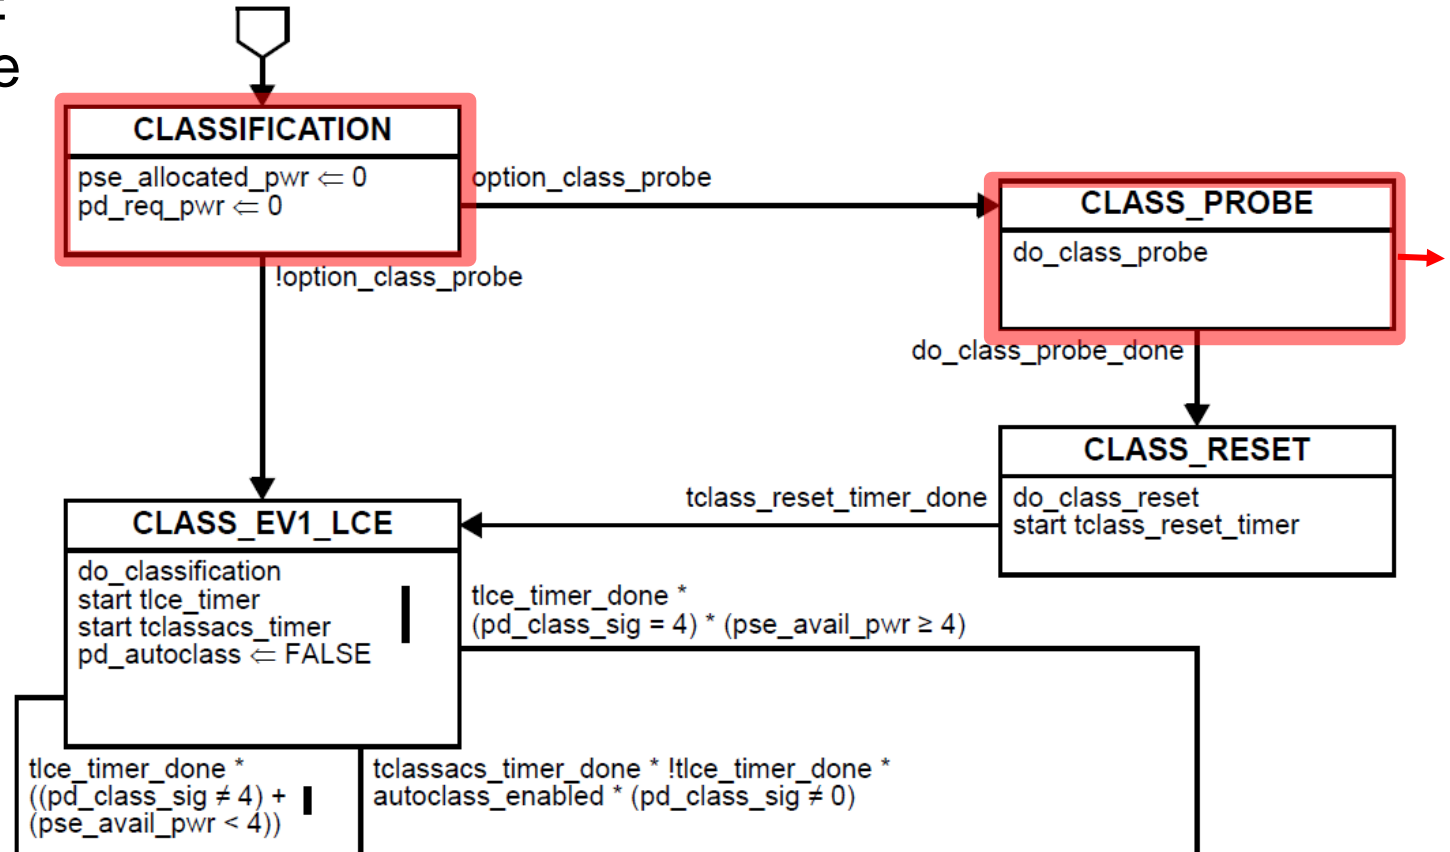 e
CLASSIFICATION
pse_allocated_pwr ⇐ 0
pd_req_pwr ⇐ 0
option_class_probe
CLASS_PROBE
do_class_probe
!option_class_probe
do_class_probe_done
CLASS_RESET
do_class_reset
start tclass_reset_timer
tclass_reset_timer_done
CLASS_EV1_LCE
do_classification
start tlce_timer
start tclassacs_timer
pd_autoclass ⇐ FALSE
tlce_timer_done *
(pd_class_sig = 4) * (pse_avail_pwr ≥ 4)
tlce_timer_done *
((pd_class_sig ≠ 4) +
(pse_avail_pwr < 4))
tclassacs_timer_done * !tlce_timer_done *
autoclass_enabled * (pd_class_sig ≠ 0)